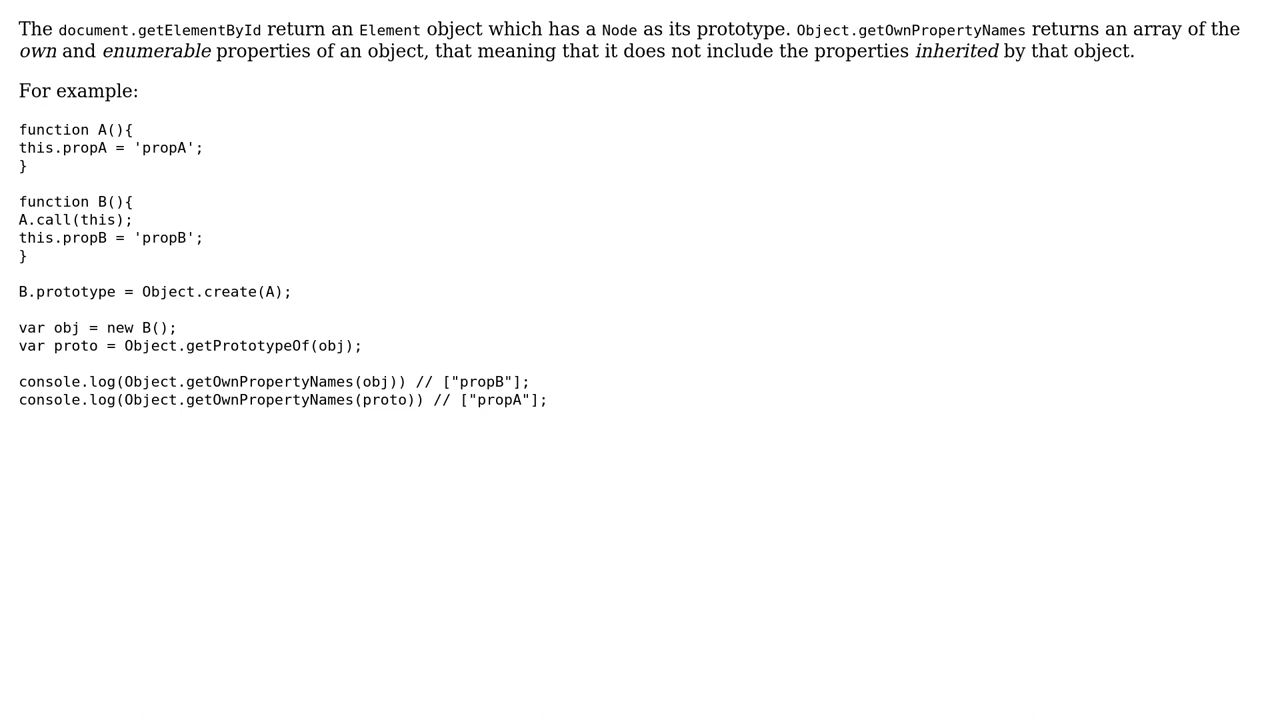 The document.getElementById return an Element object which has a Node as its prototype. Object.getOwnPropertyNames returns an array of the
own and enumerable properties of an object, that meaning that it does not include the properties inherited by that object.
For example:
function A(){
this.propA = 'propA';
}
function B(){
A.call(this);
this.propB = 'propB';
}
B.prototype = Object.create(A);
var obj = new B();
var proto = Object.getPrototypeOf(obj);
console.log(Object.getOwnPropertyNames(obj)) // ["propB"];
console.log(Object.getOwnPropertyNames(proto)) // ["propA"];